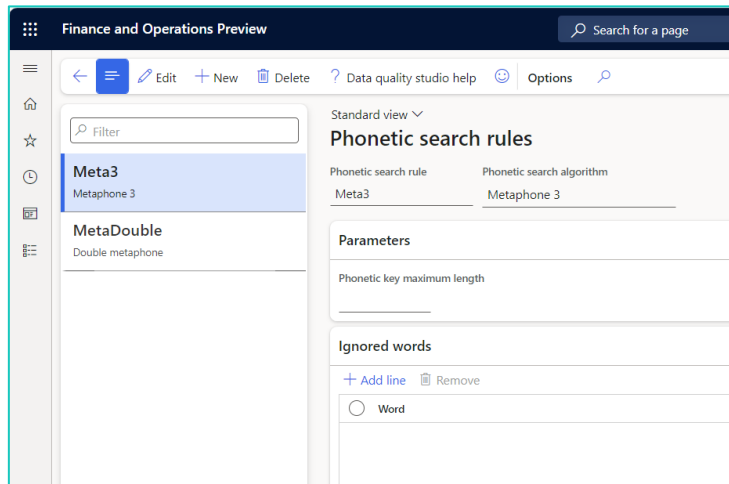 Finance and Operations Preview
Search for a page
Edit New Delete Data quality studio help Options
Filter
Meta3
Metaphone 3
MetaDouble
Double metaphone
Standard view
Phonetic search rules
Phonetic search rule Phonetic search algorithm
Meta3 Metaphone 3
Parameters
Phonetic key maximum length
Ignored words
Add line Remove
Word